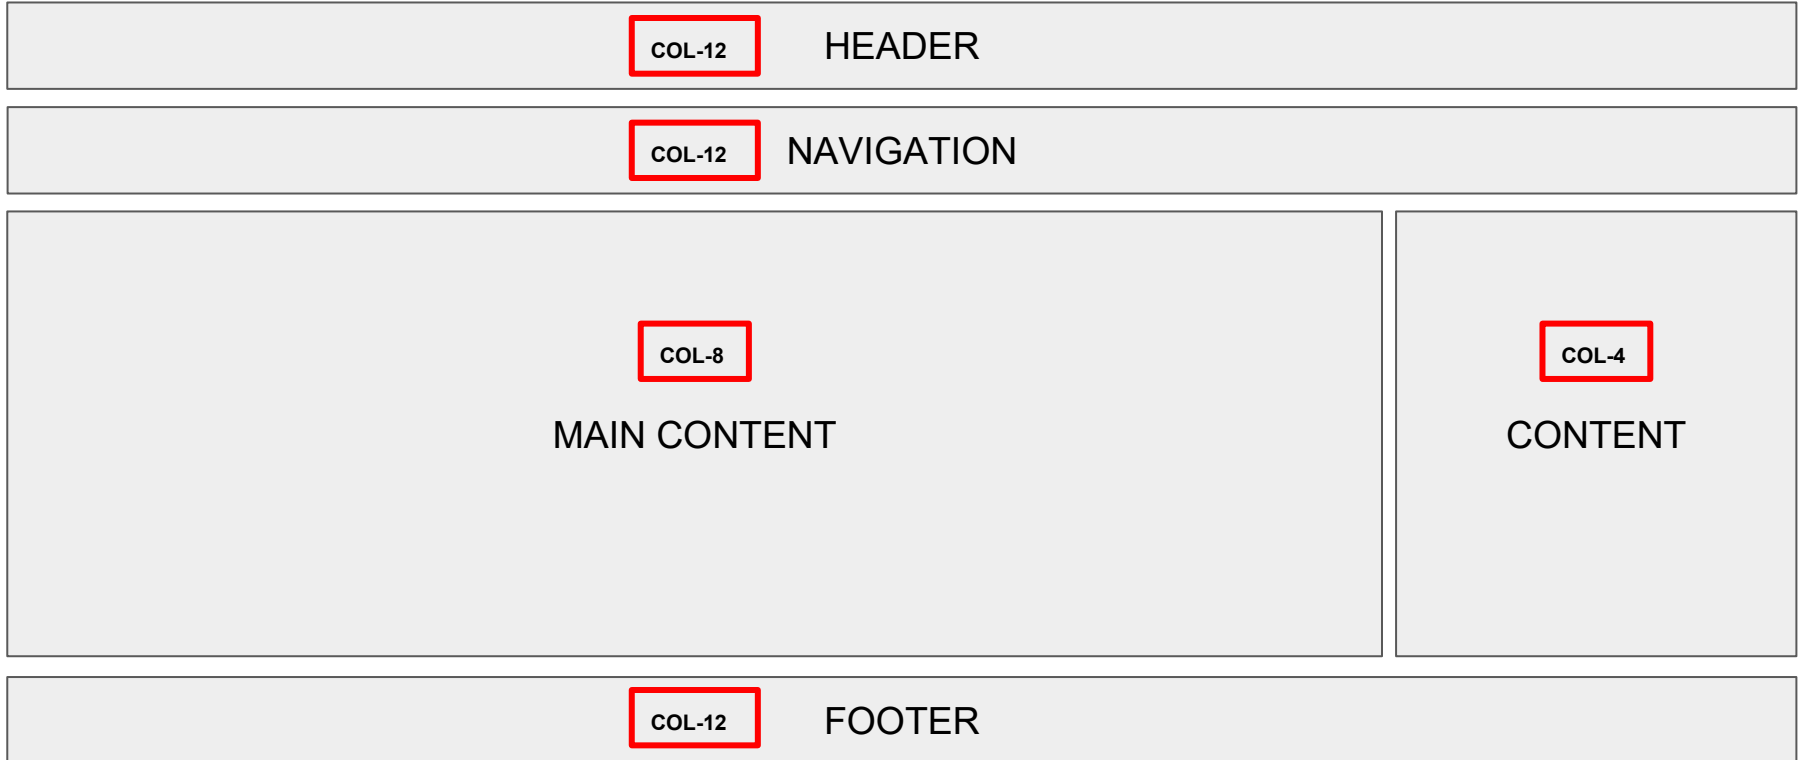 COL-12 HEADER
COL-12 NAVIGATION
COL-8
MAIN CONTENT
COL-4
CONTENT
COL-12 FOOTER